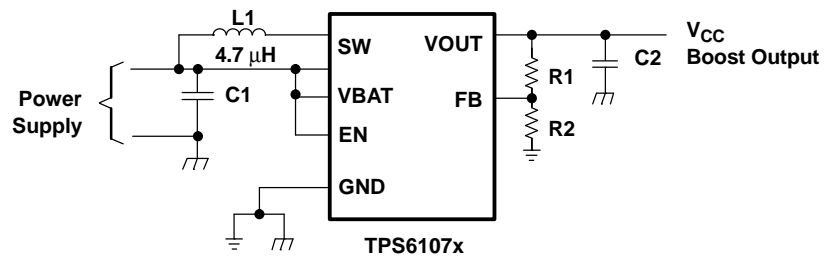 L1
4.7 μH
Power
Supply
C1
SW
VBAT
EN
GND
VOUT
FB
R1
R2
C2
VCC
Boost Output
TPS6107x